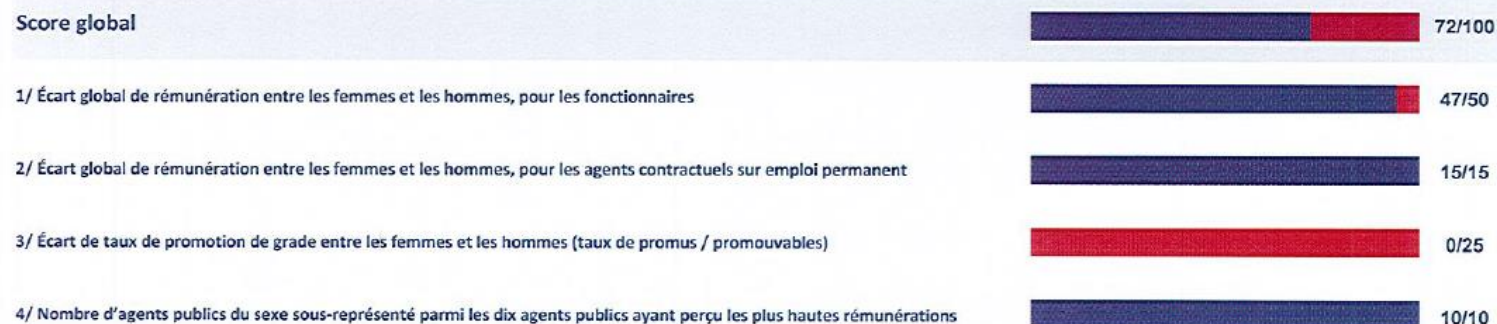 Score global
72/100
1/ Écart global de rémunération entre les femmes et les hommes, pour les fonctionnaires
47/50
2/ Écart global de rémunération entre les femmes et les hommes, pour les agents contractuels sur emploi permanent
15/15
3/ Écart de taux de promotion de grade entre les femmes et les hommes (taux de promus / promouvables)
0/25
4/ Nombre d'agents publics du sexe sous-représenté parmi les dix agents publics ayant perçu les plus hautes rémunérations
10/10